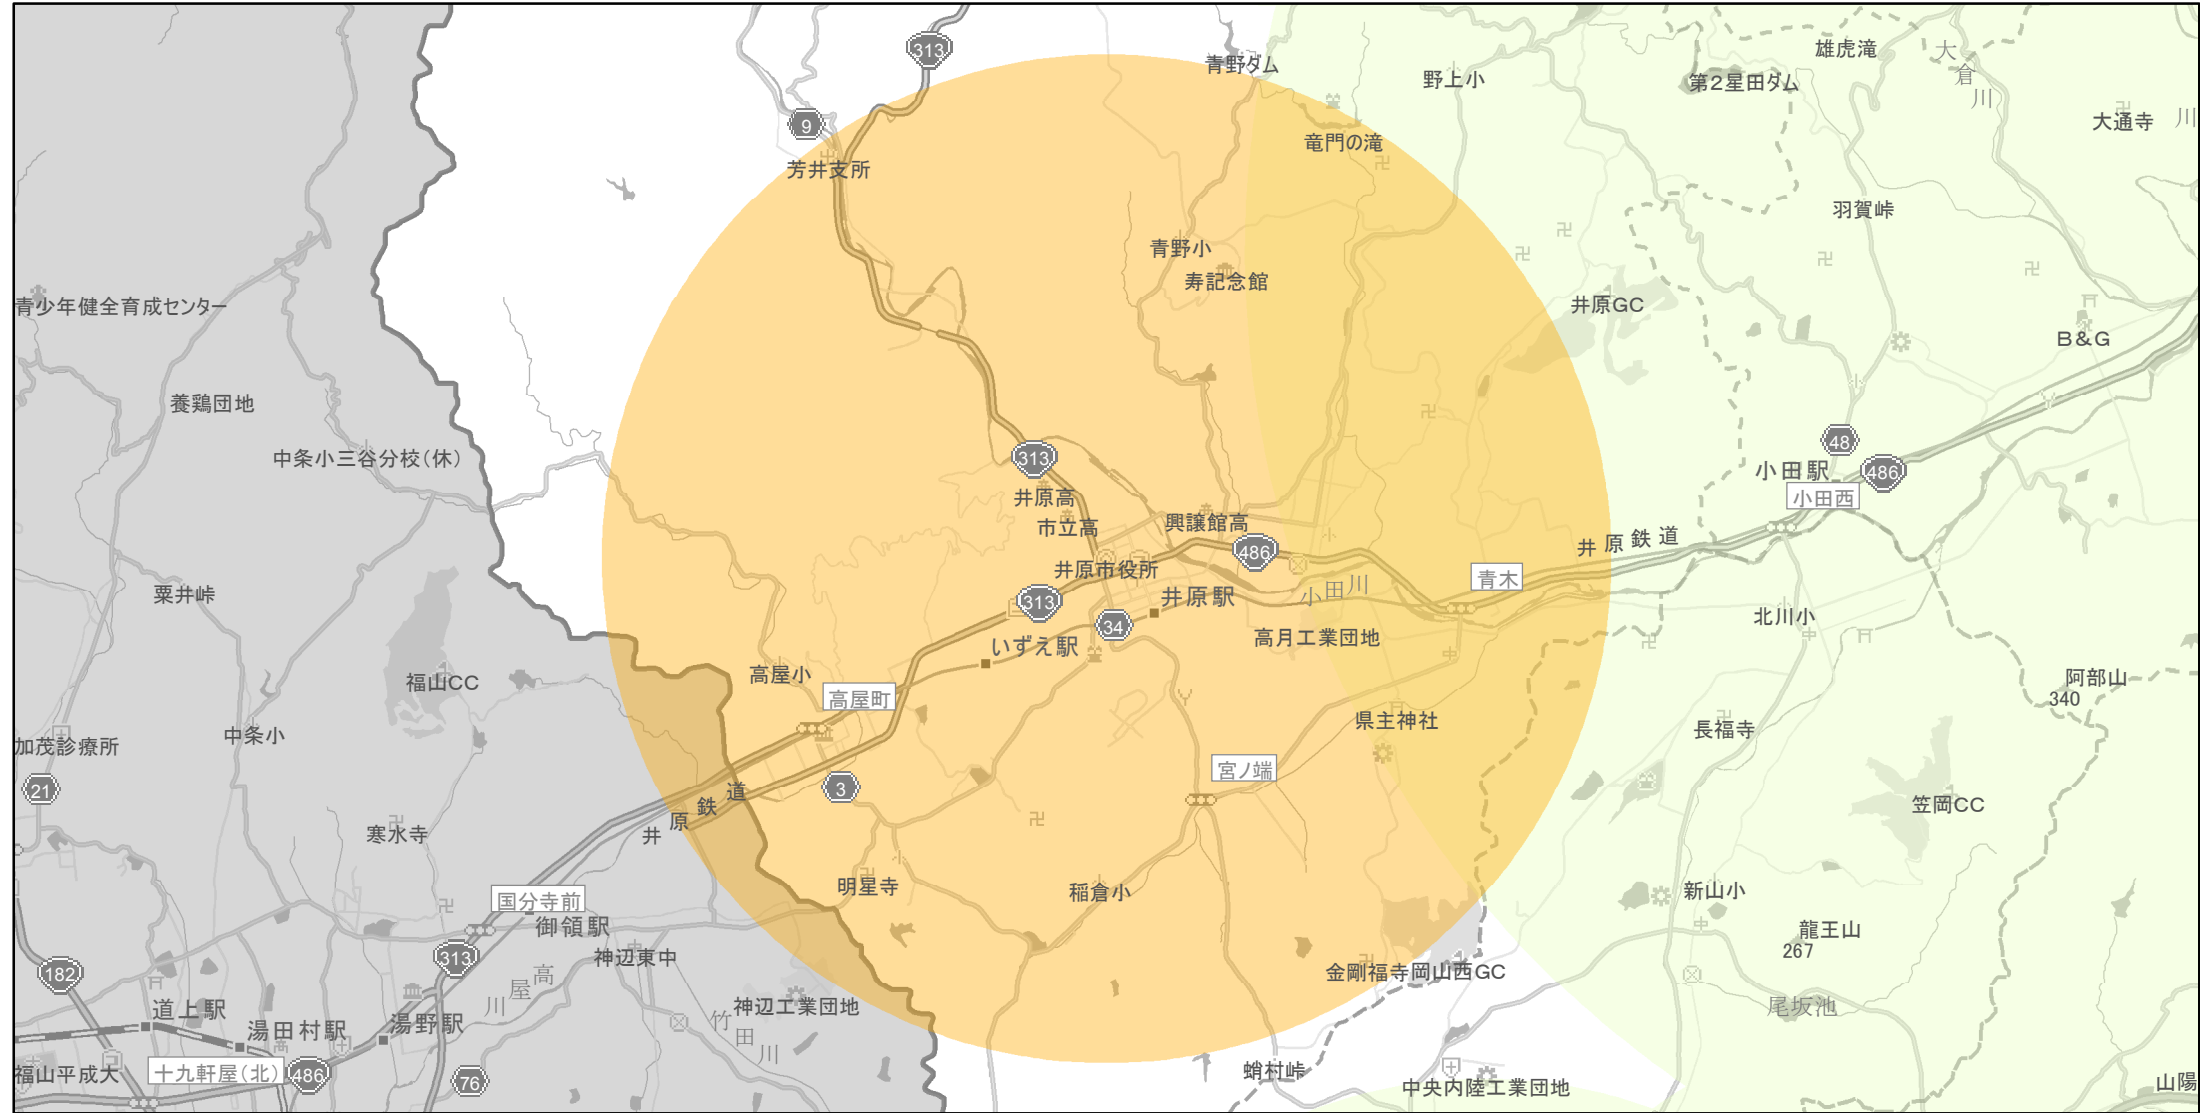 313
青野ダム
野上小
第2星田ダム
雄虎滝
大倉川
大通寺
川
9
芳井支所
竜門の滝
羽賀峠
青野小
寿記念館
青少年健全育成センター
井原GC
B&G
養鶏団地
中条小三谷分校(休)
313
井原高
市立高
興譲館高
486
48
小田駅
486
小田西
井原鉄道
井原市役所
青木
粟井峠
313
34
井原駅
小田川
北川小
いずえ駅
高月工業団地
福山CC
高屋小
高屋町
阿部山
340
県主神社
長福寺
加茂診療所
中条小
宮ノ端
21
3
井原鉄道
笠岡CC
寒水寺
明星寺
稲倉小
新山小
国分寺前
御領駅
龍王山
267
313
神辺東中
182
金剛福寺
岡山西GC
高屋川
神辺工業団地
尾坂池
道上駅
湯田村駅
湯野駅
竹田川
福山平成大
十九軒屋(北)
486
76
蛸村峠
中央内陸工業団地
山陽